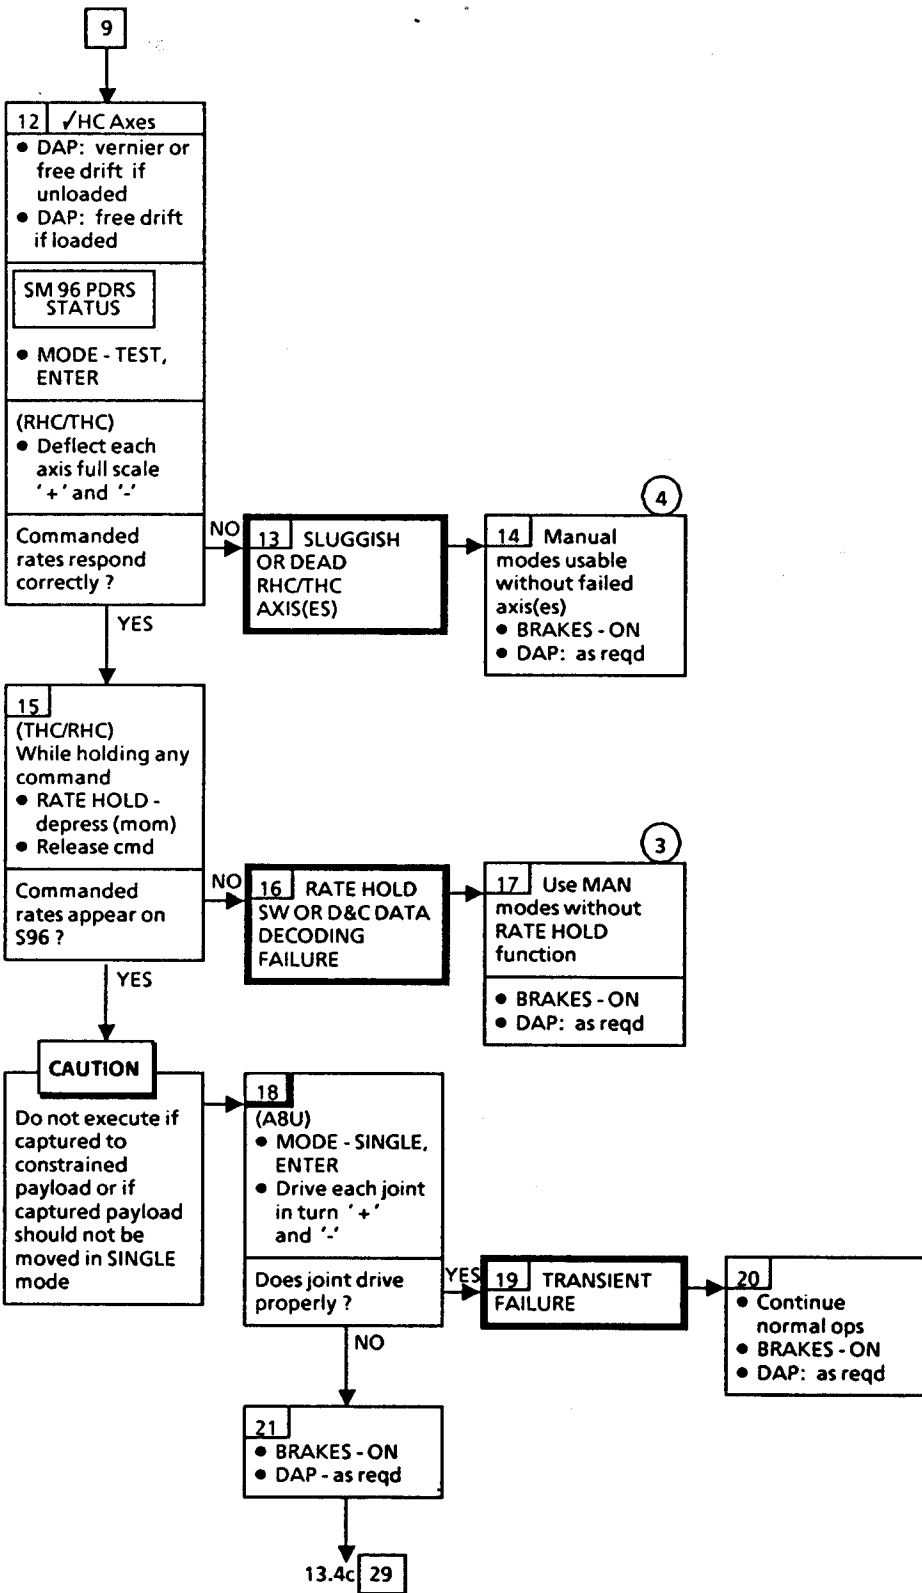 9
12 ✓HC Axes
• DAP: vernier or
free drift if
unloaded
• DAP: free drift
if loaded
SM 96 PDRS
STATUS
• MODE - TEST,
ENTER
(RHC/THC)
• Deflect each
axis full scale
'+' and '-'
Commanded
rates respond
correctly ?
NO
13 SLUGGISH
OR DEAD
RHC/THC
AXIS(ES)
4
14 Manual
modes usable
without failed
axis(es)
• BRAKES - ON
• DAP: as reqd
YES
15
(THC/RHC)
While holding any
command
• RATE HOLD -
depress (mom)
• Release cmd
Commanded
rates appear on
S96 ?
NO
16 RATE HOLD
SW OR D&C DATA
DECODING
FAILURE
3
17 Use MAN
modes without
RATE HOLD
function
• BRAKES - ON
• DAP: as reqd
YES
CAUTION
Do not execute if
captured to
constrained
payload or if
captured payload
should not be
moved in SINGLE
mode
18
(A8U)
• MODE - SINGLE,
ENTER
• Drive each joint
in turn '+'
and '-'
Does joint drive
properly ?
YES
19 TRANSIENT
FAILURE
20
• Continue
normal ops
• BRAKES - ON
• DAP: as reqd
NO
21
• BRAKES - ON
• DAP - as reqd
13.4c 29